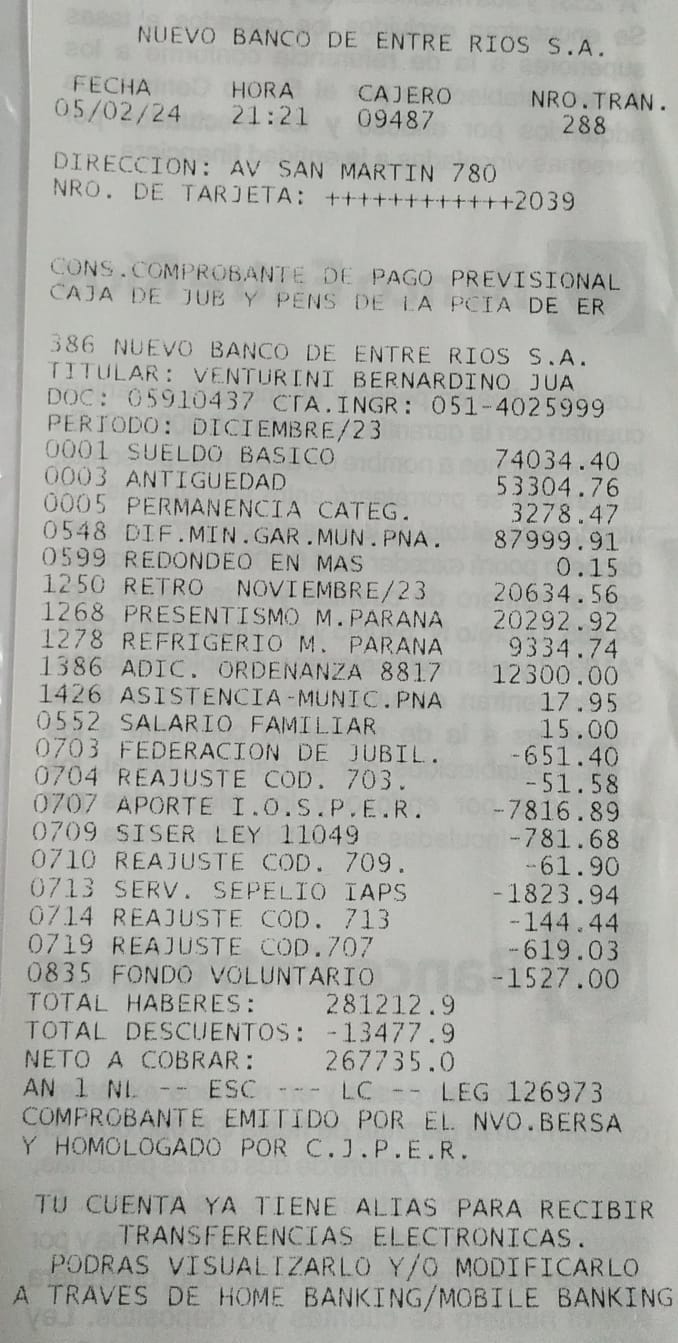 NUEVO BANCO DE ENTRE RIOS S.A.
FECHA HORA CAJERO NRO.TRAN.
05/02/24 21:21 09487 288
DIRECCION: AV SAN MARTIN 780
NRO. DE TARJETA: ++++++++++++2039
CONS.COMPROBANTE DE PAGO PREVISIONAL
CAJA DE JUB Y PENS DE LA PCIA DE ER
386 NUEVO BANCO DE ENTRE RIOS S.A.
TITULAR: VENTURINI BERNARDINO JUA
DOC: 05910437 CTA.INGR: 051-4025999
PERIODO: DICIEMBRE/23
0001 SUELDO BASICO 74034.40
0003 ANTIGUEDAD 53304.76
0005 PERMANENCIA CATEG. 3278.47
0548 DIF.MIN.GAR.MUN.PNA. 87999.91
0599 REDONDEO EN MAS 0.15
1250 RETRO NOVIEMBRE/23 20634.56
1268 PRESENTISMO M.PARANA 20292.92
1278 REFRIGERIO M. PARANA 9334.74
1386 ADIC. ORDENANZA 8817 12300.00
1426 ASISTENCIA-MUNIC.PNA 17.95
0552 SALARIO FAMILIAR 15.00
0703 FEDERACION DE JUBIL. -651.40
0704 REAJUSTE COD. 703. -51.58
0707 APORTE I.O.S.P.E.R. -7816.89
0709 SISER LEY 11049 -781.68
0710 REAJUSTE COD. 709. -61.90
0713 SERV. SEPELIO IAPS -1823.94
0714 REAJUSTE COD. 713 -144.44
0719 REAJUSTE COD.707 -619.03
0835 FONDO VOLUNTARIO -1527.00
TOTAL HABERES: 281212.9
TOTAL DESCUENTOS: -13477.9
NETO A COBRAR: 267735.0
AN 1 NL -- ESC --- LC -- LEG 126973
COMPROBANTE EMITIDO POR EL NVO.BERSA
Y HOMOLOGADO POR C.J.P.E.R.
TU CUENTA YA TIENE ALIAS PARA RECIBIR
TRANSFERENCIAS ELECTRONICAS.
PODRAS VISUALIZARLO Y/O MODIFICARLO
A TRAVES DE HOME BANKING/MOBILE BANKING